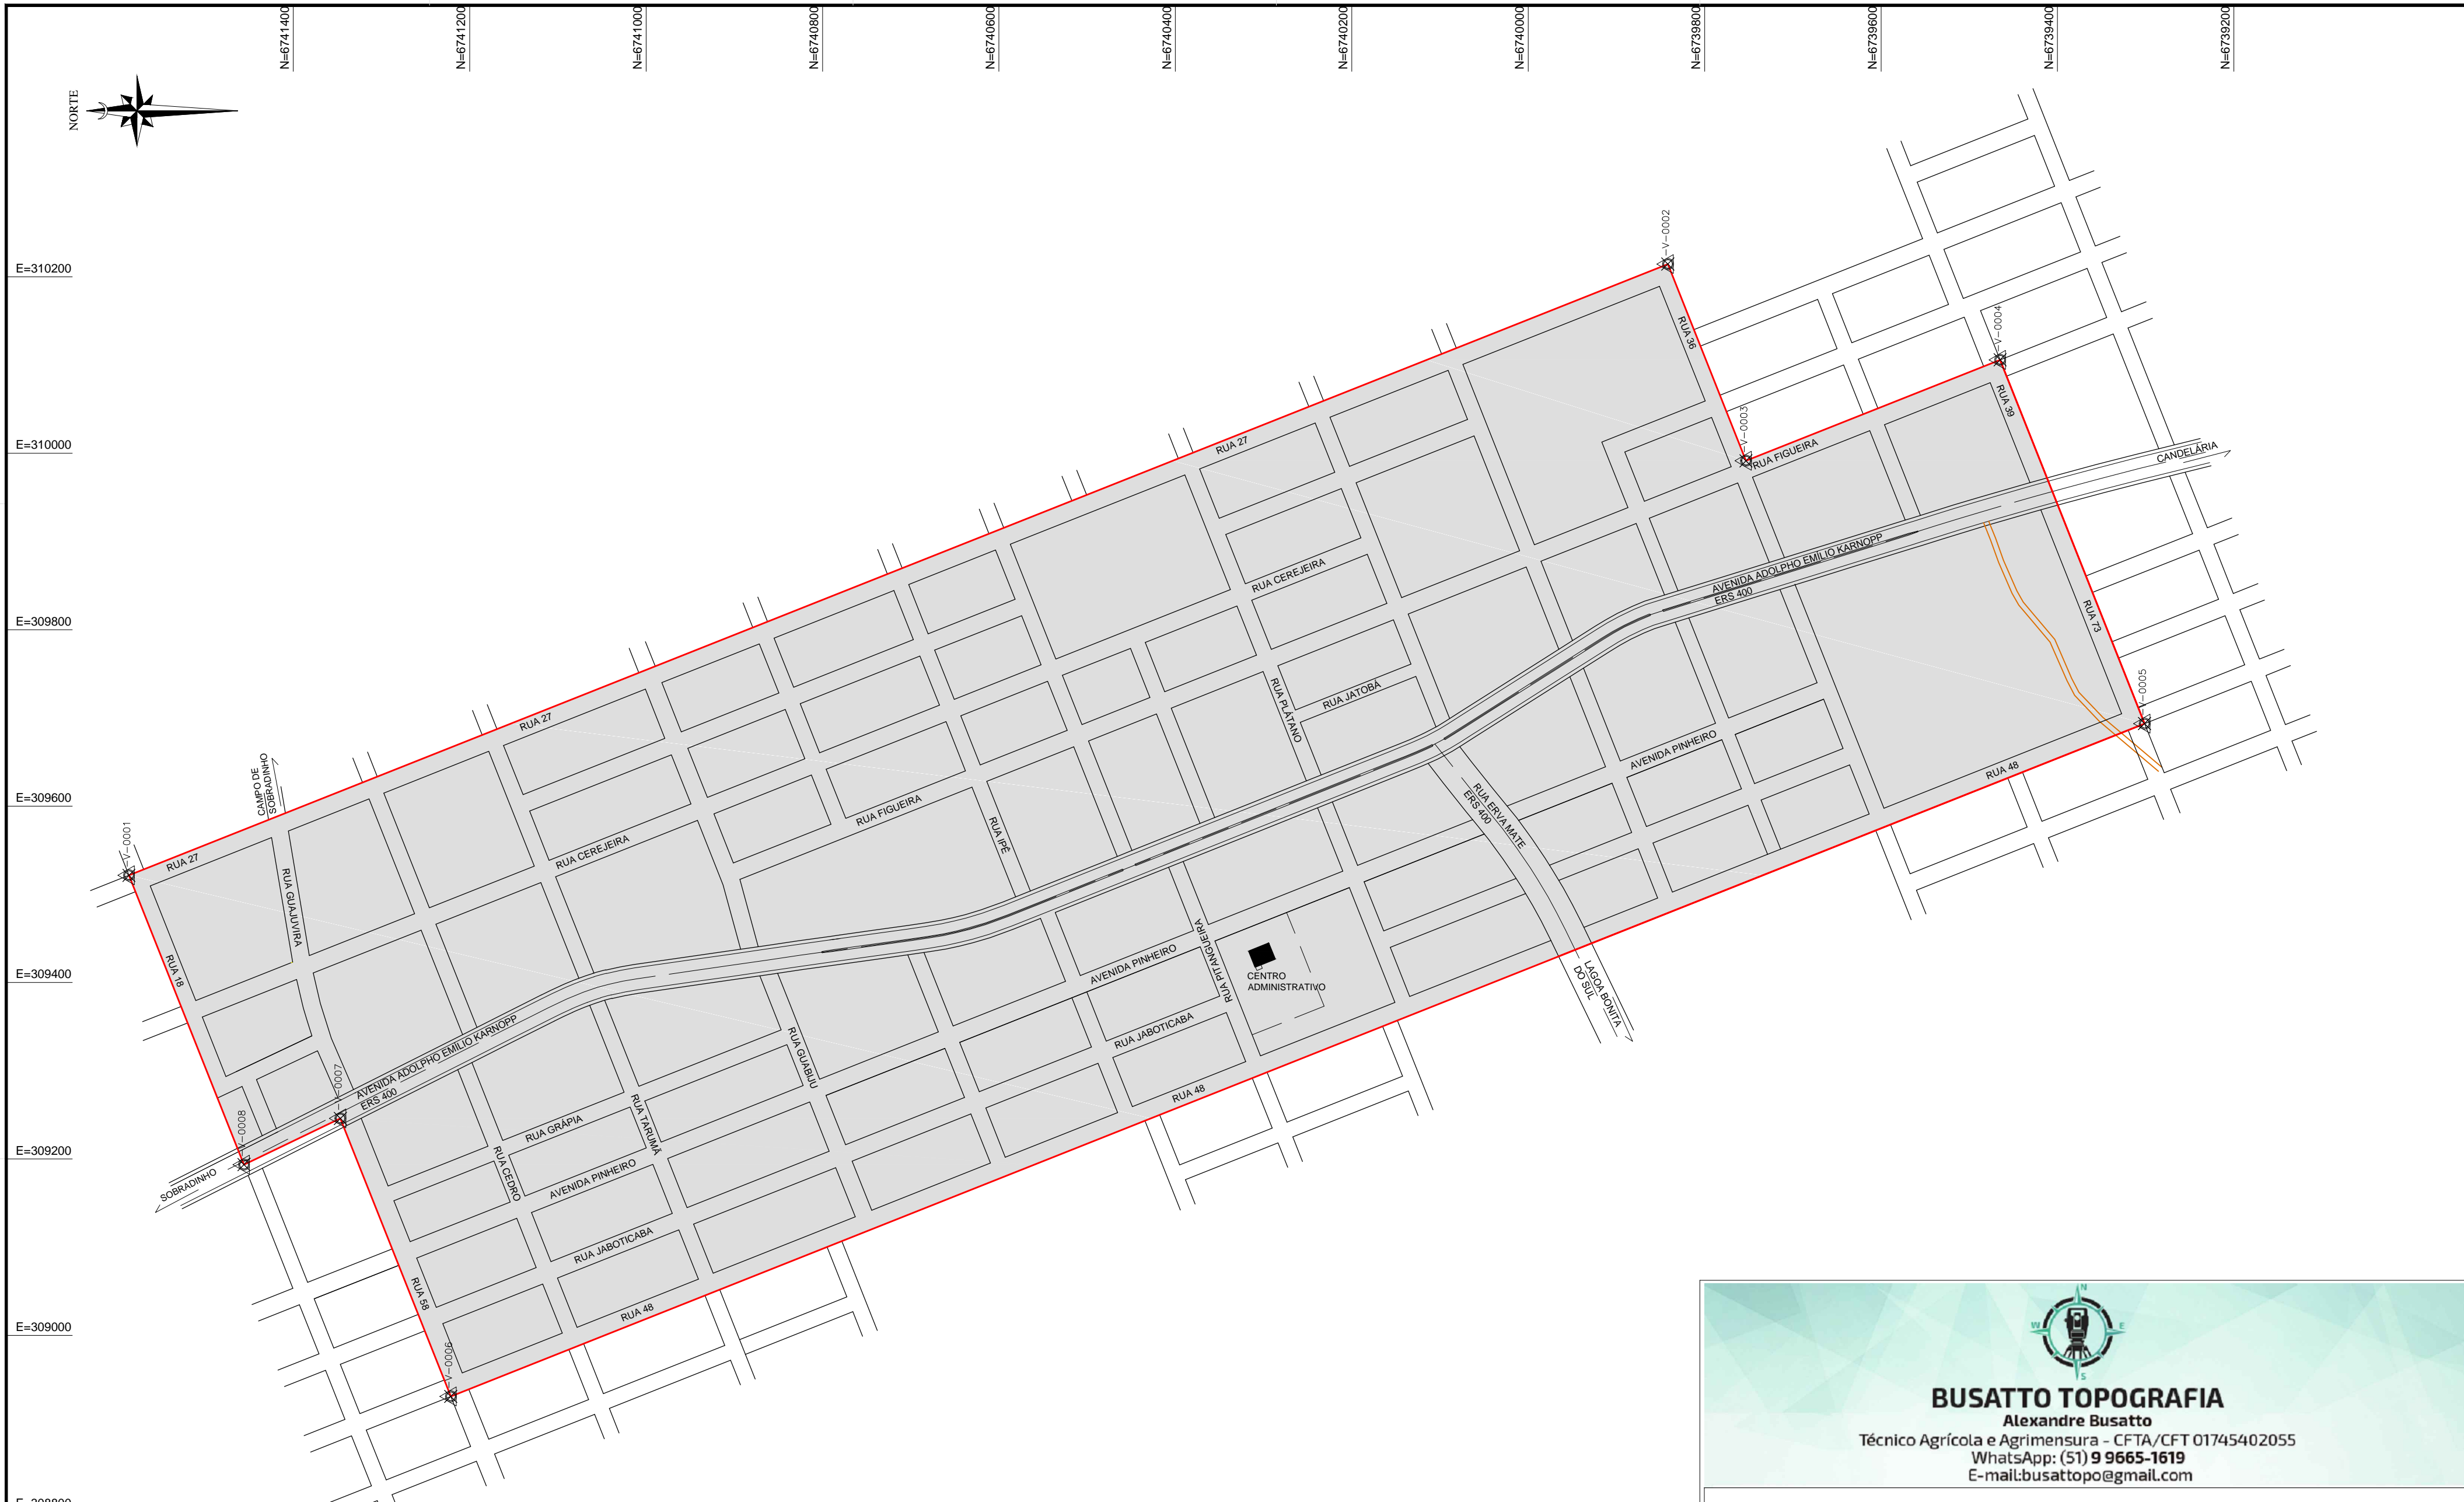 N=6741400
N=6741200
N=6741000
N=6740800
N=6740600
N=6740400
N=6740200
N=6740000
N=6739800
N=6739600
N=6739400
N=6739200
NORTE
E=310200
E=310000
E=309800
E=309600
E=309400
E=309200
E=309000
V-0002
RUA 36
V-0004
V-0003
RUA 39
RUA FIGUEIRA
CANDELÁRIA
RUA 27
RUA CEREJEIRA
AVENIDA ADOLPHO EMÍLIO KARNOPP
ERS 400
RUA 73
V-0005
RUA PLÁTANO
RUA JATOBÁ
RUA 27
AVENIDA PINHEIRO
RUA 48
CAMPO DE
SOBRADINHO
RUA ERVA MATE
ERS 400
RUA FIGUEIRA
RUA IPÊ
RUA CEREJEIRA
V-0001
RUA 27
RUA GUAJUVIRA
RUA 18
RUA PITANGUEIRA
CENTRO
ADMINISTRATIVO
AVENIDA PINHEIRO
LAGOA BONITA
DO SUL
RUA JABOTICABA
RUA GUABIJU
AVENIDA ADOLPHO EMÍLIO KARNOPP
ERS 400
V-0007
V-0008
RUA 48
RUA GRÁPIA
RUA TARUMÃ
RUA CEDRO
AVENIDA PINHEIRO
SOBRADINHO
RUA JABOTICABA
RUA 58
RUA 48
V-0006
N
W
E
S
BUSATTO TOPOGRAFIA
Alexandre Busatto
Técnico Agrícola e Agrimensura - CFTA/CFT 01745402055
WhatsApp: (51) 9 9665-1619
E-mail:busattopo@gmail.com